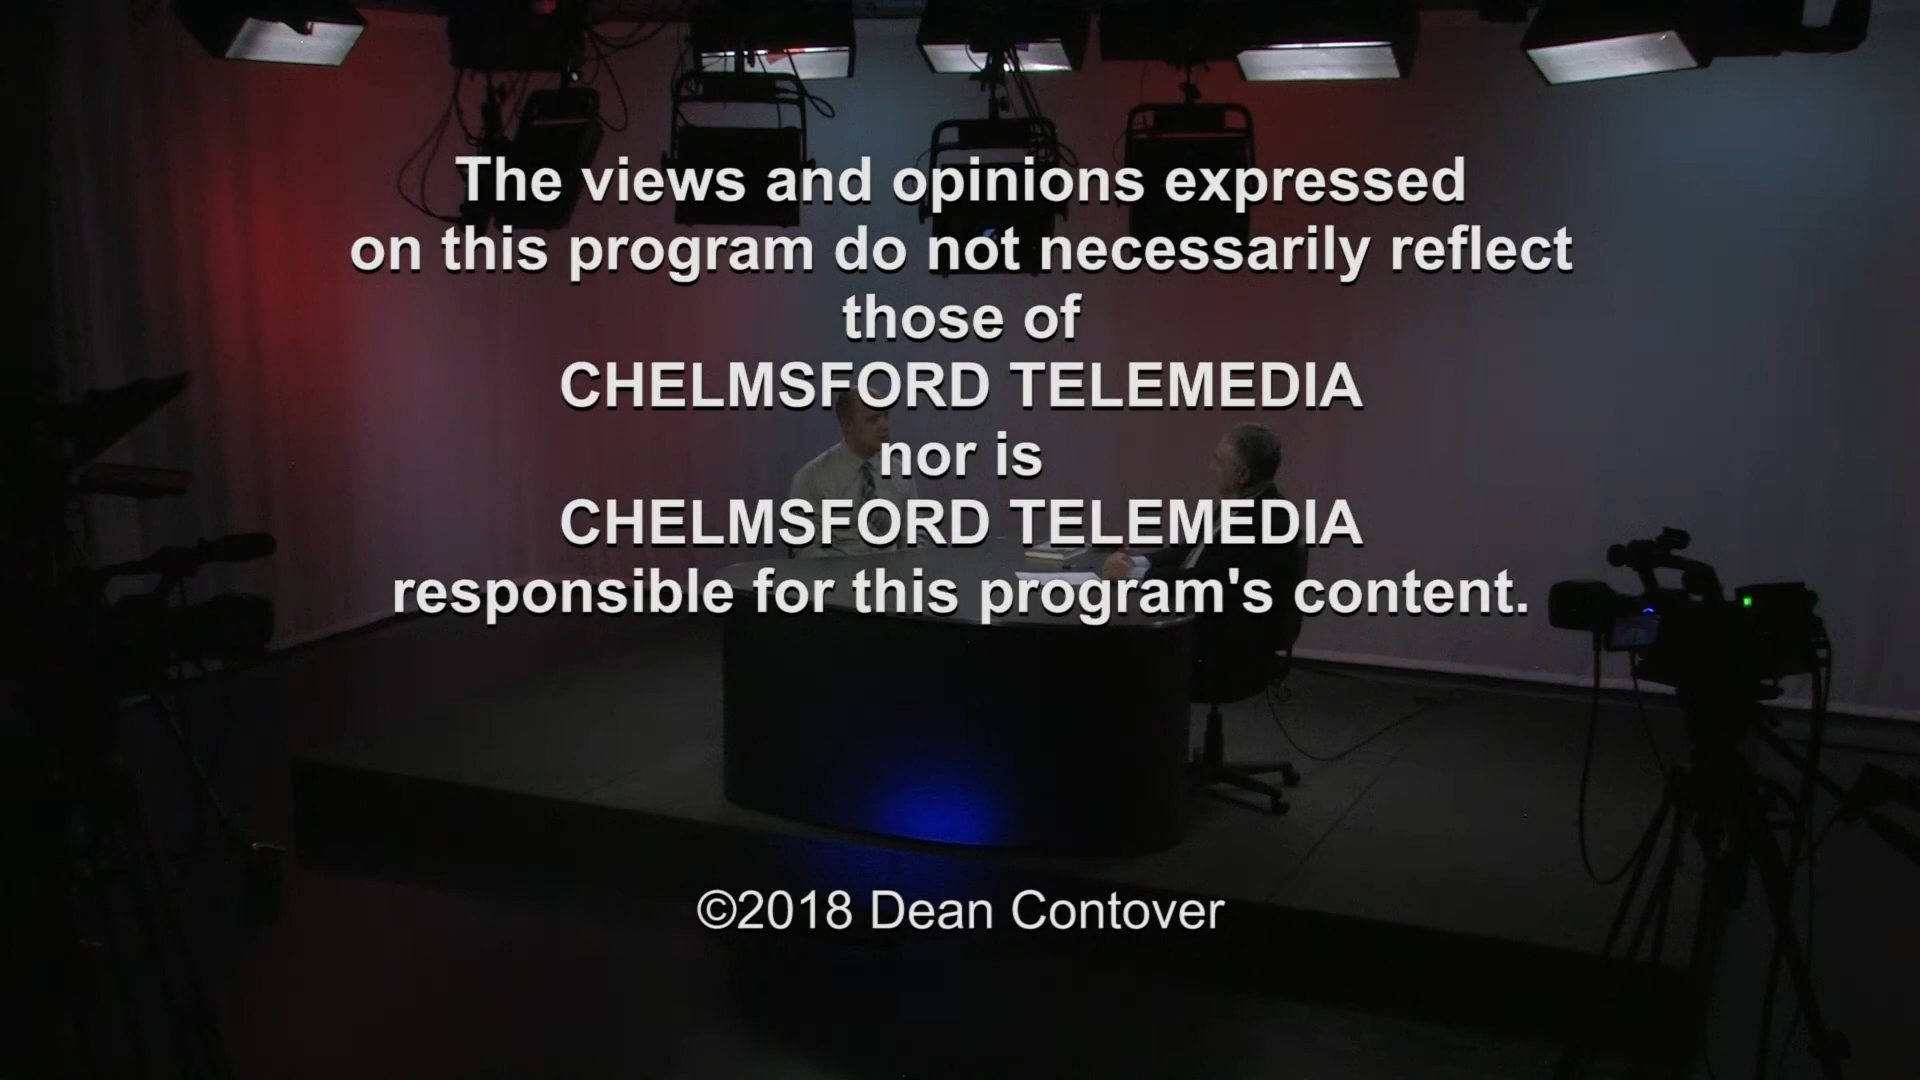 The views and opinions expressed
on this program do not necessarily reflect
those of
CHELMSFORD TELEMEDIA
nor is
CHELMSFORD TELEMEDIA
responsible for this program's content.
©2018 Dean Contover